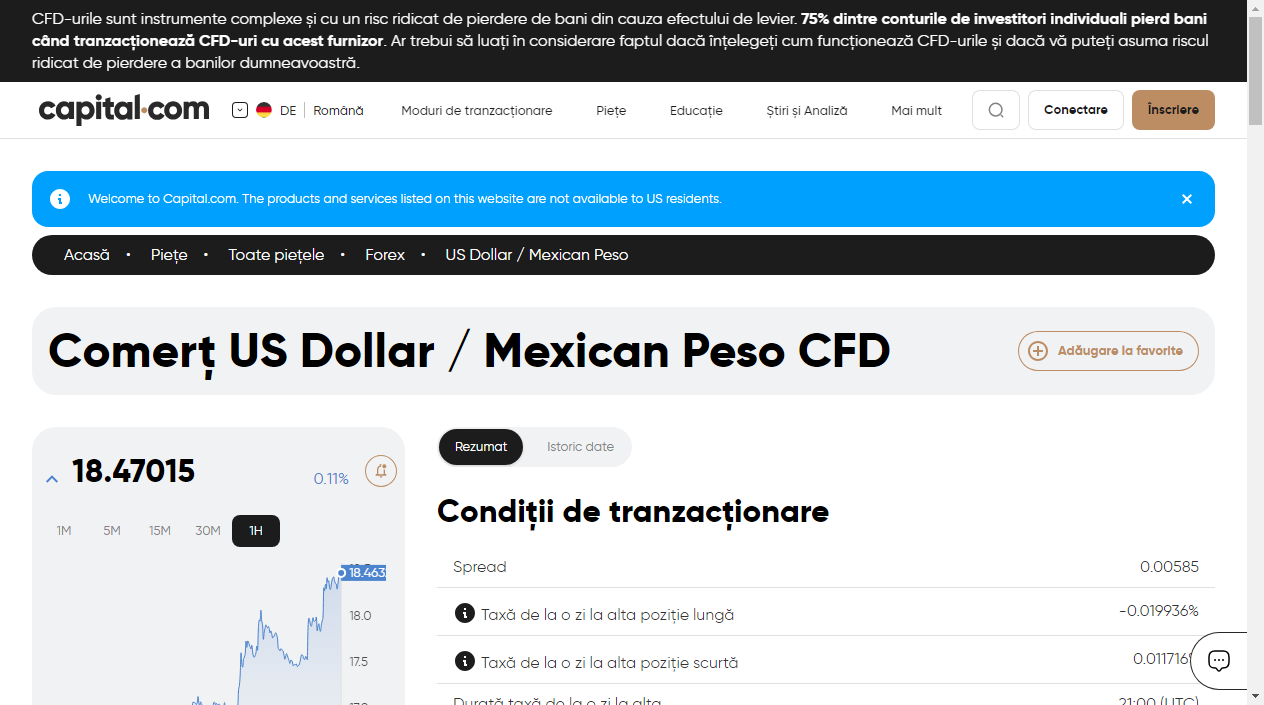 CFD-urile sunt instrumente complexe și cu un risc ridicat de pierdere de bani din cauza efectului de levier. 75% dintre conturile de investitori individuali pierd bani
când tranzacționează CFD-uri cu acest furnizor. Ar trebui să luați în considerare faptul dacă înțelegeți cum funcționează CFD-urile și dacă vă puteți asuma riscul
ridicat de pierdere a banilor dumneavoastră.
capital.com DE Română Moduri de tranzacționare Piețe Educație Știri și Analiză Mai mult Conectare Înscriere
Welcome to Capital.com. The products and services listed on this website are not available to US residents.
Acasă • Piețe • Toate piețele • Forex • US Dollar / Mexican Peso
Comerț US Dollar / Mexican Peso CFD
Adăugare la favorite
18.47015
0.11%
1M 5M 15M 30M 1H
18.463
18.0
17.5
Rezumat Istoric date
Condiții de tranzacționare
Spread 0.00585
Taxă de la o zi la alta poziție lungă -0.019936%
Taxă de la o zi la alta poziție scurtă 0.011716%
Durată taxă de la o zi la alta 21:00 (UTC)